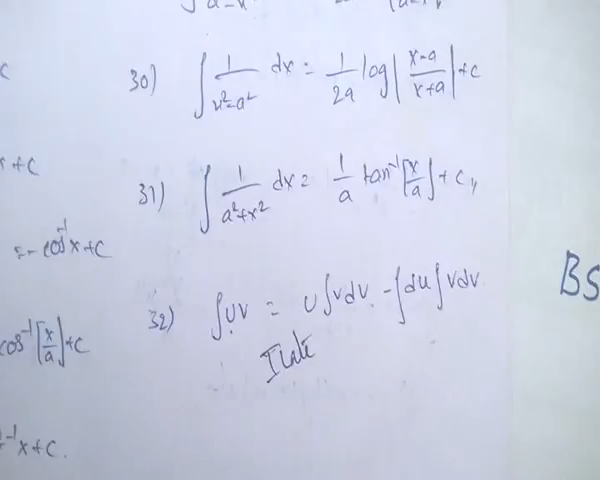 30) ∫ 1/(x²-a²) dx = 1/2a log |(x-a)/(x+a)| + C
x + C
31) ∫ 1/(a²+x²) dx = 1/a tan⁻¹ [x/a] + C,,
= - cos⁻¹x + C
32) ∫uv = u∫vdv - ∫du∫vdv
BS
cos⁻¹ [x/a] + C
Ilate
⁻¹x + C.